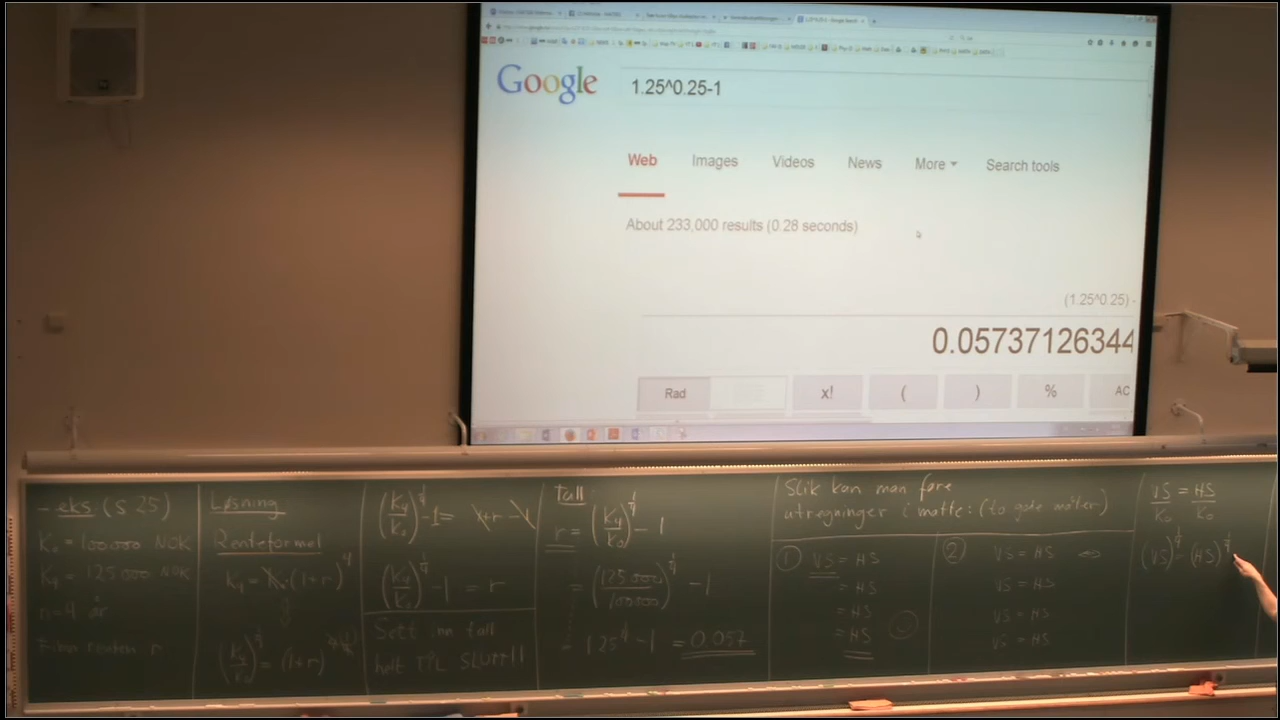 Google
1.25^0.25-1
Web Images Videos News More Search tools
About 233,000 results (0.28 seconds)
(1.25^0.25) -
0.05737126344
Rad x! ( ) % AC
- eks (s 25)
K₀ = 100.000 NOK
K₄ = 125.000 NOK
n = 4 år
Finn renten r
Løsning
Renteformel
K₄ = K₀·(1+r)⁴
(K₄/K₀)^¼ = (1+r)
(K₄/K₀)^¼ - 1 = 1 + r - 1
(K₄/K₀)^¼ - 1 = r
Sett inn tall
helt TIL SLUTT!!
Tall:
r = (K₄/K₀)^¼ - 1
= (125.000/100.000)^¼ - 1
= 1.25^¼ - 1 = 0.057
Slik kan man føre
utregninger i matte: (to gode måter)
① VS = HS
= HS
= HS
= HS
② VS = HS ⇔
VS = HS
VS = HS
VS = HS
VS/K₀ = HS/K₀
(VS)^¼ = (HS)^¼